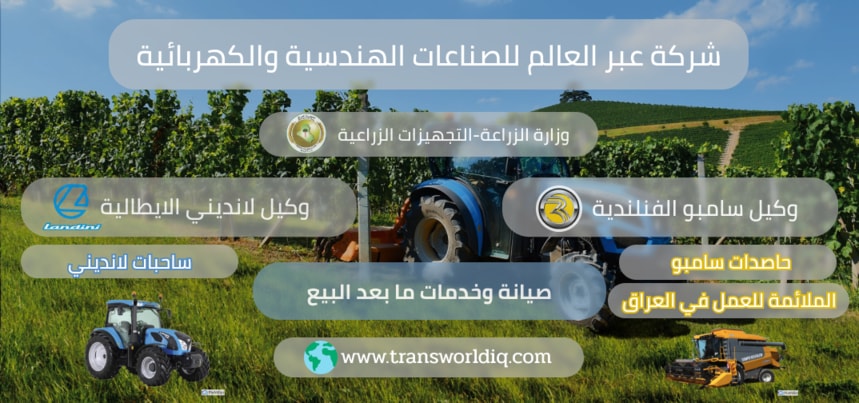 شركة عبر العالم للصناعات الهندسية والكهربائية
وزارة الزراعة-التجهيزات الزراعية
وكيل سامبو الفنلندية
وكيل لانديني الايطالية
Landini
حاصدات سامبو
الملائمة للعمل في العراق
ساحبات لانديني
صيانة وخدمات ما بعد البيع
www.transworldiq.com